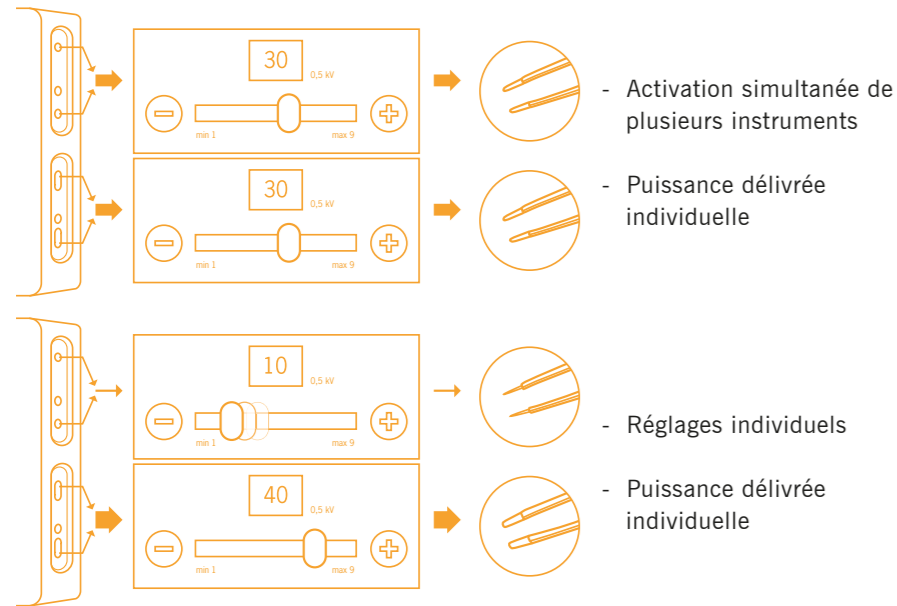 30
0,5 kV
min 1 max 9
- Activation simultanée de
plusieurs instruments
30
0,5 kV
min 1 max 9
- Puissance délivrée
individuelle
10
0,5 kV
min 1 max 9
- Réglages individuels
40
0,5 kV
min 1 max 9
- Puissance délivrée
individuelle